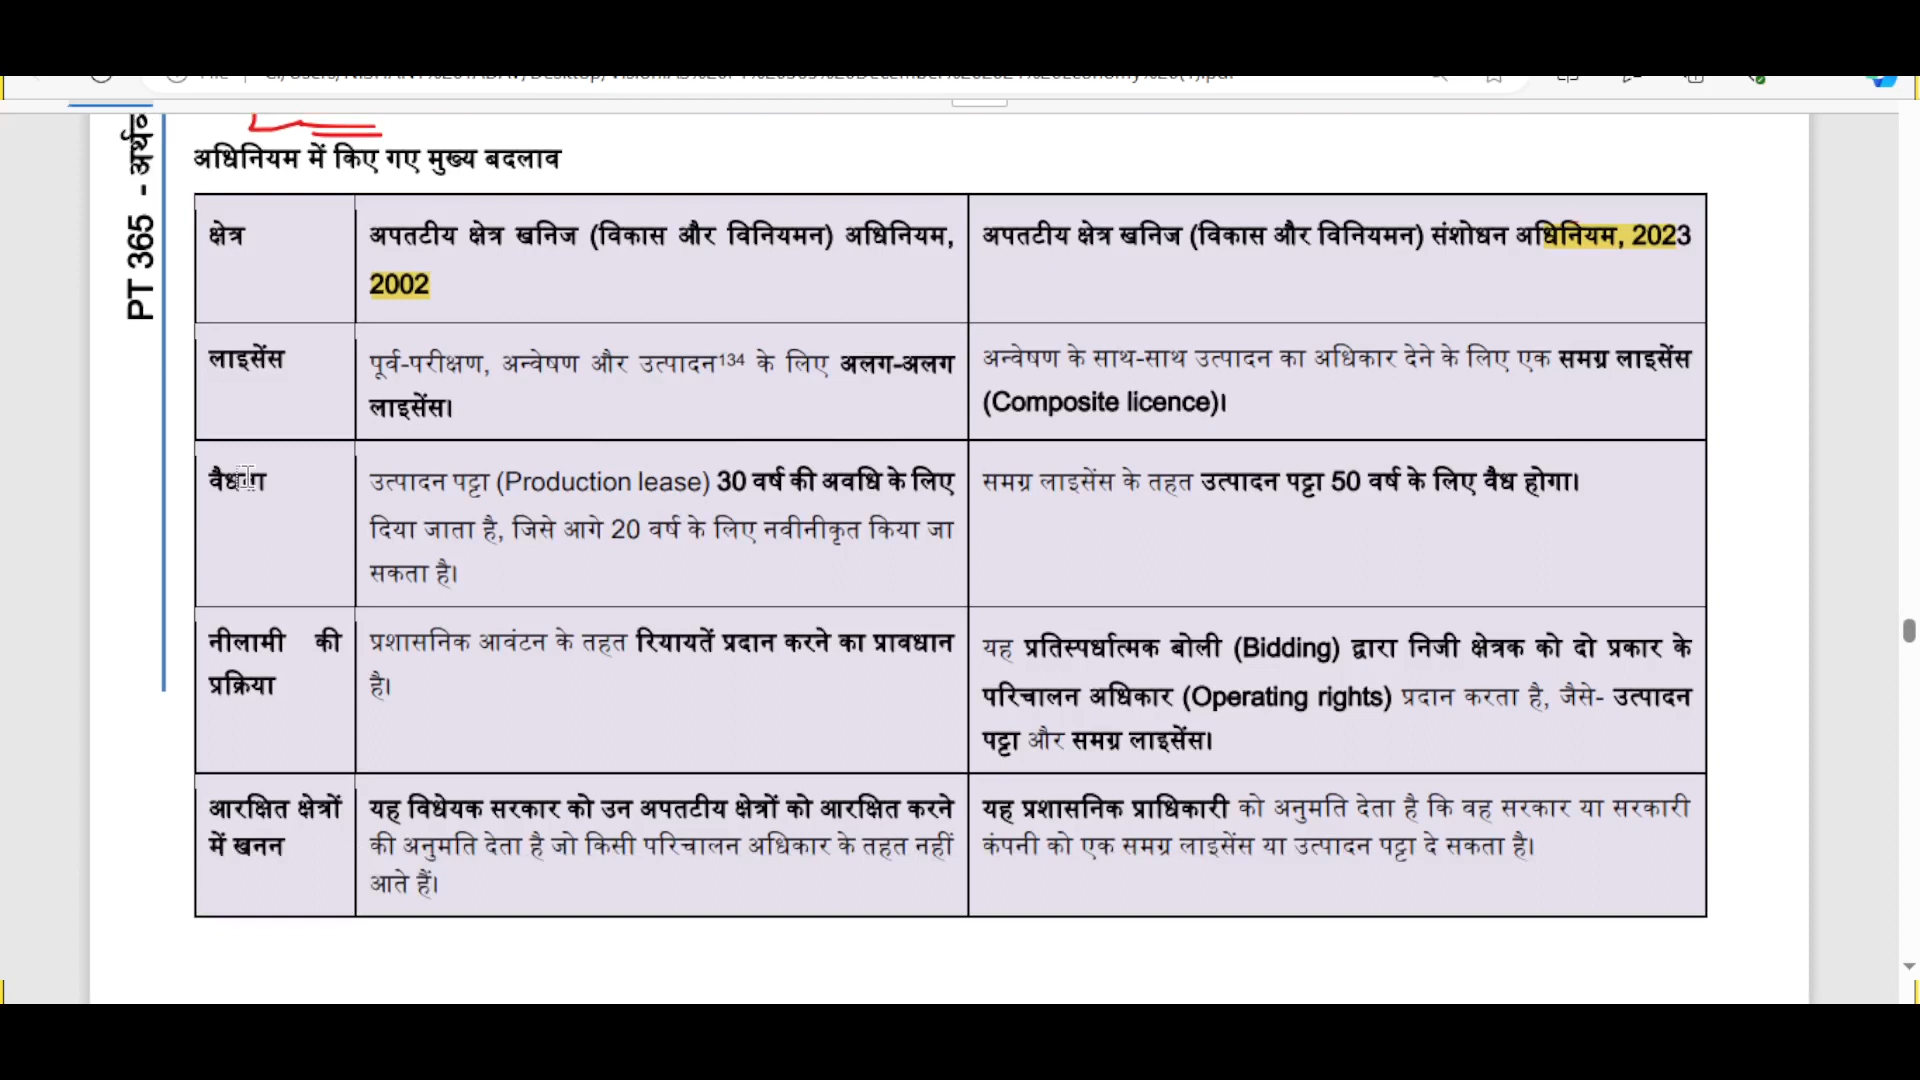 PT 365 -
अधिनियम में किए गए मुख्य बदलाव
क्षेत्र
अपतटीय क्षेत्र खनिज (विकास और विनियमन) अधिनियम,
2002
अपतटीय क्षेत्र खनिज (विकास और विनियमन) संशोधन अधिनियम, 2023
लाइसेंस
पूर्व-परीक्षण, अन्वेषण और उत्पादन134 के लिए अलग-अलग
लाइसेंस।
अन्वेषण के साथ-साथ उत्पादन का अधिकार देने के लिए एक समग्र लाइसेंस
(Composite licence)।
वैधता
उत्पादन पट्टा (Production lease) 30 वर्ष की अवधि के लिए
दिया जाता है, जिसे आगे 20 वर्ष के लिए नवीनीकृत किया जा
सकता है।
समग्र लाइसेंस के तहत उत्पादन पट्टा 50 वर्ष के लिए वैध होगा।
नीलामी की
प्रक्रिया
प्रशासनिक आवंटन के तहत रियायतें प्रदान करने का प्रावधान
है।
यह प्रतिस्पर्धात्मक बोली (Bidding) द्वारा निजी क्षेत्रक को दो प्रकार के
परिचालन अधिकार (Operating rights) प्रदान करता है, जैसे- उत्पादन
पट्टा और समग्र लाइसेंस।
आरक्षित क्षेत्रों
में खनन
यह विधेयक सरकार को उन अपतटीय क्षेत्रों को आरक्षित करने
की अनुमति देता है जो किसी परिचालन अधिकार के तहत नहीं
आते हैं।
यह प्रशासनिक प्राधिकारी को अनुमति देता है कि वह सरकार या सरकारी
कंपनी को एक समग्र लाइसेंस या उत्पादन पट्टा दे सकता है।